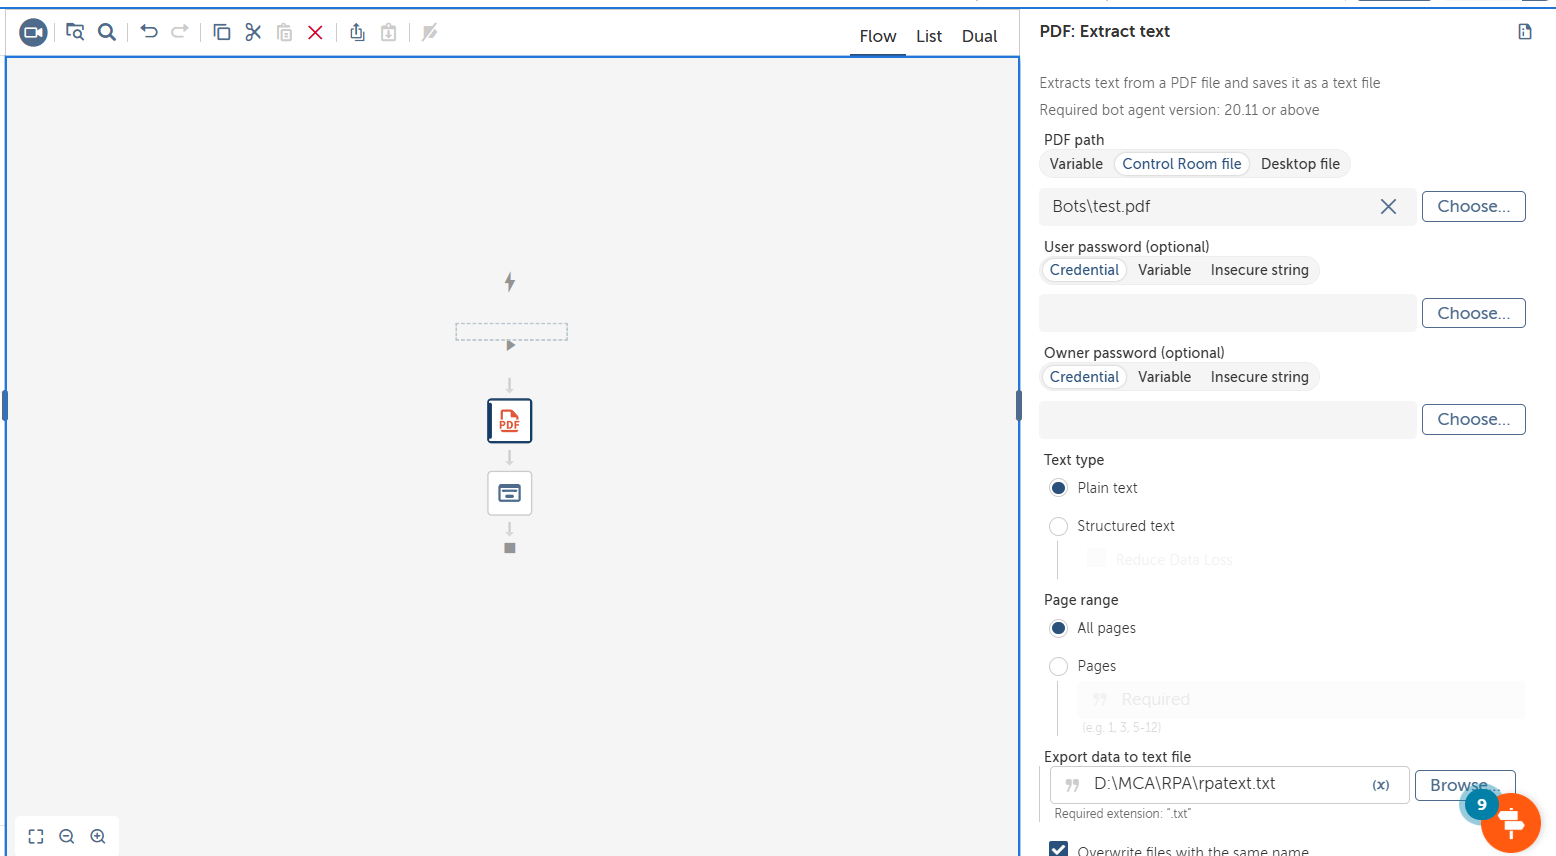 Flow List Dual
PDF
PDF: Extract text
Extracts text from a PDF file and saves it as a text file
Required bot agent version: 20.11 or above
PDF path
Variable Control Room file Desktop file
Bots\test.pdf Choose...
User password (optional)
Credential Variable Insecure string
Choose...
Owner password (optional)
Credential Variable Insecure string
Choose...
Text type
Plain text
Structured text
Reduce Data Loss
Page range
All pages
Pages
Required
(e.g. 1, 3, 5-12)
Export data to text file
D:\MCA\RPA\rpatext.txt (x) Browse...
9
Required extension: ".txt"
Overwrite files with the same name